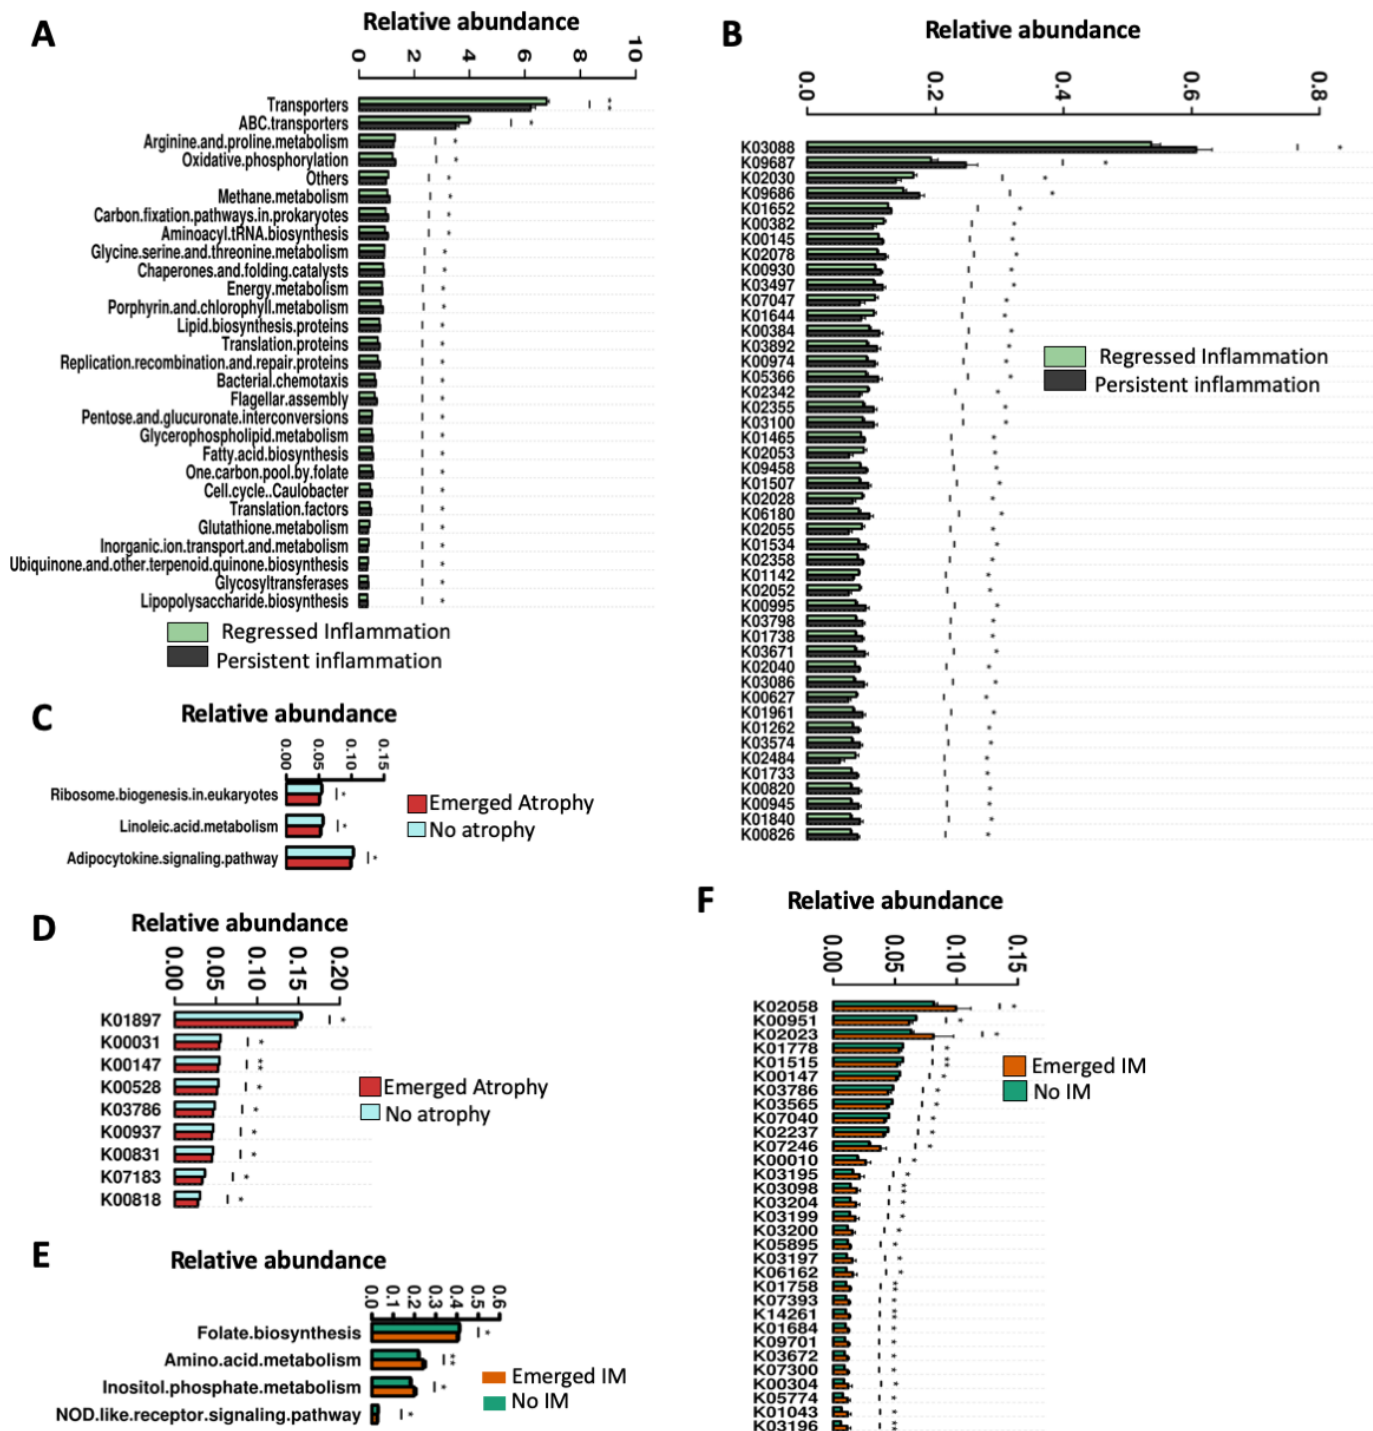 A
Relative abundance
0 2 4 6 8 10
Transporters
ABC.transporters
Arginine.and.proline.metabolism
Oxidative.phosphorylation
Others
Methane.metabolism
Carbon.fixation.pathways.in.prokaryotes
Aminoacyl.tRNA.biosynthesis
Glycine.serine.and.threonine.metabolism
Chaperones.and.folding.catalysts
Energy.metabolism
Porphyrin.and.chlorophyll.metabolism
Lipid.biosynthesis.proteins
Translation.proteins
Replication.recombination.and.repair.proteins
Bacterial.chemotaxis
Flagellar.assembly
Pentose.and.glucuronate.interconversions
Glycerophospholipid.metabolism
Fatty.acid.biosynthesis
One.carbon.pool.by.folate
Cell.cycle..Caulobacter
Translation.factors
Glutathione.metabolism
Inorganic.ion.transport.and.metabolism
Ubiquinone.and.other.terpenoid.quinone.biosynthesis
Glycosyltransferases
Lipopolysaccharide.biosynthesis
Regressed Inflammation
Persistent inflammation
B
Relative abundance
0.0 0.2 0.4 0.6 0.8
K03088
K09687
K02030
K09686
K01652
K00382
K00145
K02078
K00930
K03497
K07047
K01644
K00384
K03892
K00974
K05366
K02342
K02355
K03100
K01465
K02053
K09458
K01507
K02028
K06180
K02055
K01534
K02358
K01142
K02052
K00995
K03798
K01738
K03671
K02040
K03086
K00627
K01961
K01262
K03574
K02484
K01733
K00820
K00945
K01840
K00826
Regressed Inflammation
Persistent inflammation
C
Relative abundance
0.00 0.05 0.10 0.15
Ribosome.biogenesis.in.eukaryotes
Linoleic.acid.metabolism
Adipocytokine.signaling.pathway
Emerged Atrophy
No atrophy
D
Relative abundance
0.00 0.05 0.10 0.15 0.20
K01897
K00031
K00147
K00528
K03786
K00937
K00831
K07183
K00818
Emerged Atrophy
No atrophy
E
Relative abundance
0.0 0.1 0.2 0.3 0.4 0.5 0.6
Folate.biosynthesis
Amino.acid.metabolism
Inositol.phosphate.metabolism
NOD.like.receptor.signaling.pathway
Emerged IM
No IM
F
Relative abundance
0.00 0.05 0.10 0.15
K02058
K00951
K02023
K01778
K01515
K00147
K03786
K03565
K07040
K02237
K07246
K00010
K03195
K03098
K03204
K03199
K03200
K05895
K03197
K06162
K01758
K07393
K14261
K01684
K09701
K03672
K07300
K00304
K05774
K01043
K03196
Emerged IM
No IM